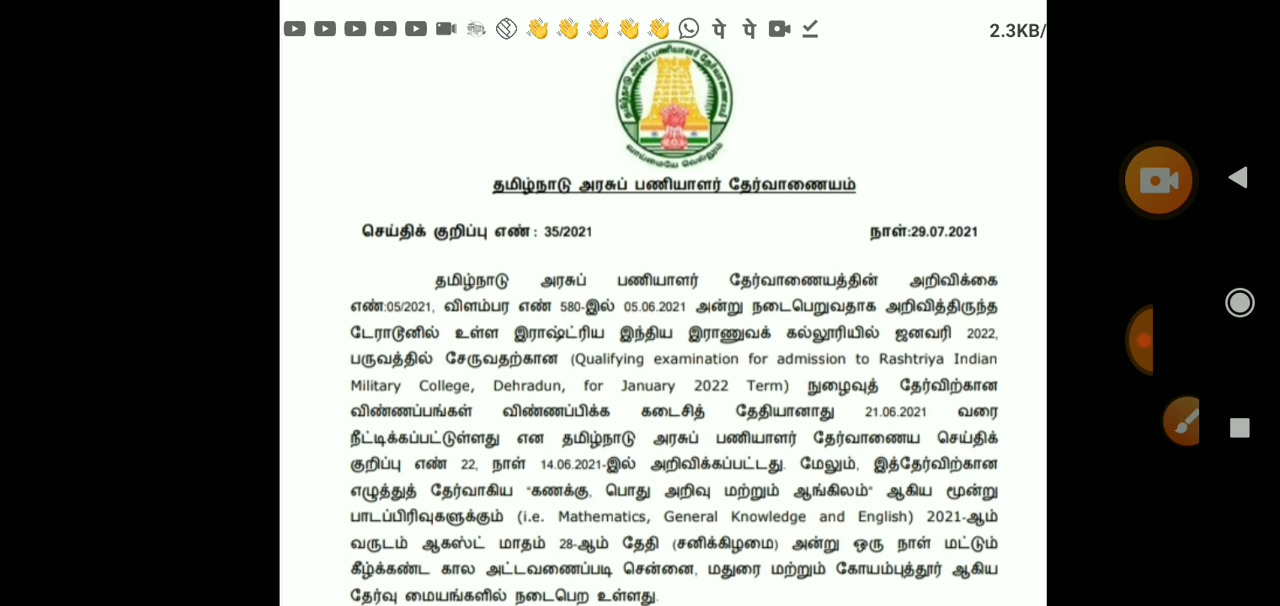 पे पे 2.3KB/
தமிழ்நாடு அரசுப் பணியாளர் தேர்வாணையம்
வாய்மையே வெல்லும்
தமிழ்நாடு அரசுப் பணியாளர் தேர்வாணையம்
செய்திக் குறிப்பு எண் : 35/2021 நாள்:29.07.2021
தமிழ்நாடு அரசுப் பணியாளர் தேர்வாணையத்தின் அறிவிக்கை
எண்:05/2021, விளம்பர எண் 580-இல் 05.06.2021 அன்று நடைபெறுவதாக அறிவித்திருந்த
டேராடூனில் உள்ள இராஷ்ட்ரிய இந்திய இராணுவக் கல்லூரியில் ஜனவரி 2022,
பருவத்தில் சேருவதற்கான (Qualifying examination for admission to Rashtriya Indian
Military College, Dehradun, for January 2022 Term) நுழைவுத் தேர்விற்கான
விண்ணப்பங்கள் விண்ணப்பிக்க கடைசித் தேதியானாது 21.06.2021 வரை
நீட்டிக்கப்பட்டுள்ளது என தமிழ்நாடு அரசுப் பணியாளர் தேர்வாணைய செய்திக்
குறிப்பு எண் 22, நாள் 14.06.2021-இல் அறிவிக்கப்பட்டது. மேலும், இத்தேர்விற்கான
எழுத்துத் தேர்வாகிய "கணக்கு, பொது அறிவு மற்றும் ஆங்கிலம்" ஆகிய மூன்று
பாடப்பிரிவுகளுக்கும் (i.e. Mathematics, General Knowledge and English) 2021-ஆம்
வருடம் ஆகஸ்ட் மாதம் 28-ஆம் தேதி (சனிக்கிழமை) அன்று ஒரு நாள் மட்டும்
கீழ்க்கண்ட கால அட்டவணைப்படி சென்னை, மதுரை மற்றும் கோயம்புத்தூர் ஆகிய
தேர்வு மையங்களில் நடைபெற உள்ளது.